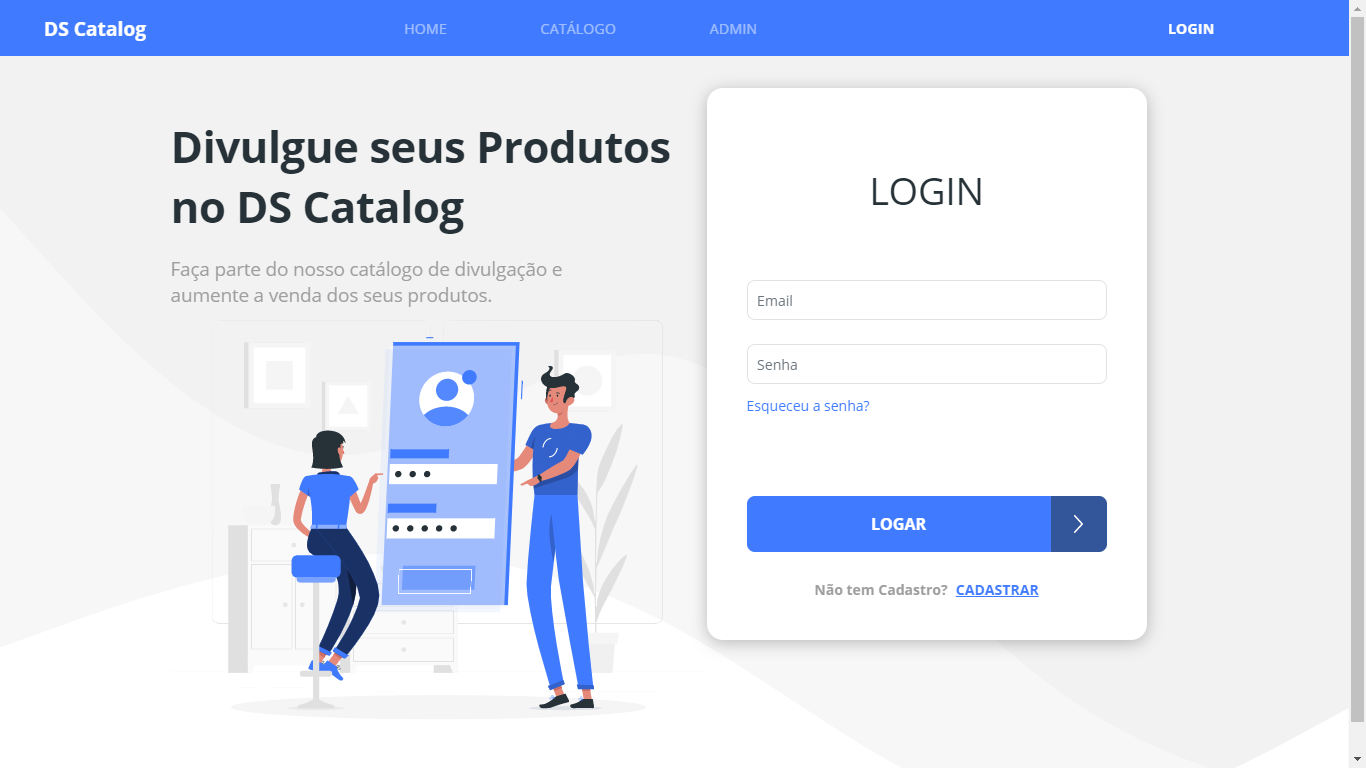 DS Catalog
HOME
CATÁLOGO
ADMIN
LOGIN
Divulgue seus Produtos
no DS Catalog
Faça parte do nosso catálogo de divulgação e
aumente a venda dos seus produtos.
LOGIN
Email
Senha
Esqueceu a senha?
LOGAR
Não tem Cadastro? CADASTRAR